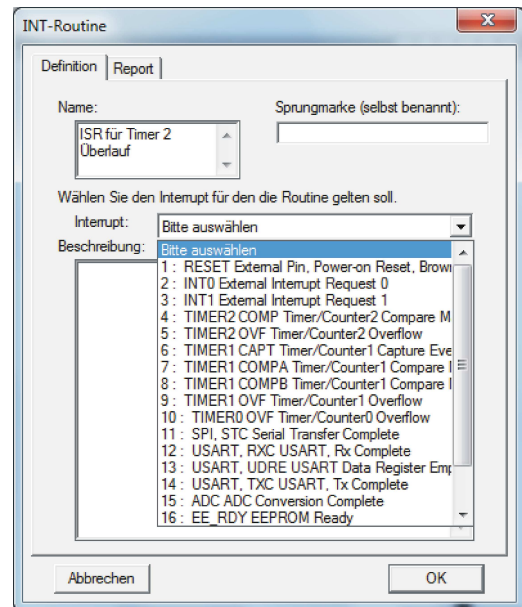 INT-Routine
Definition
Report
Name:
Sprungmarke (selbst benannt):
ISR für Timer 2
Überlauf
Wählen Sie den Interrupt für den die Routine gelten soll.
Interrupt:
Bitte auswählen
Beschreibung:
Bitte auswählen
1 : RESET External Pin, Power-on Reset, Brow
2 : INT0 External Interrupt Request 0
3 : INT1 External Interrupt Request 1
4 : TIMER2 COMP Timer/Counter2 Compare M
5 : TIMER2 OVF Timer/Counter2 Overflow
6 : TIMER1 CAPT Timer/Counter1 Capture Eve
7 : TIMER1 COMPA Timer/Counter1 Compare
8 : TIMER1 COMPB Timer/Counter1 Compare
9 : TIMER1 OVF Timer/Counter1 Overflow
10 : TIMER0 OVF Timer/Counter0 Overflow
11 : SPI, STC Serial Transfer Complete
12 : USART, RXC USART, Rx Complete
13 : USART, UDRE USART Data Register Emp
14 : USART, TXC USART, Tx Complete
15 : ADC ADC Conversion Complete
16 : EE_RDY EEPROM Ready
Abbrechen
OK